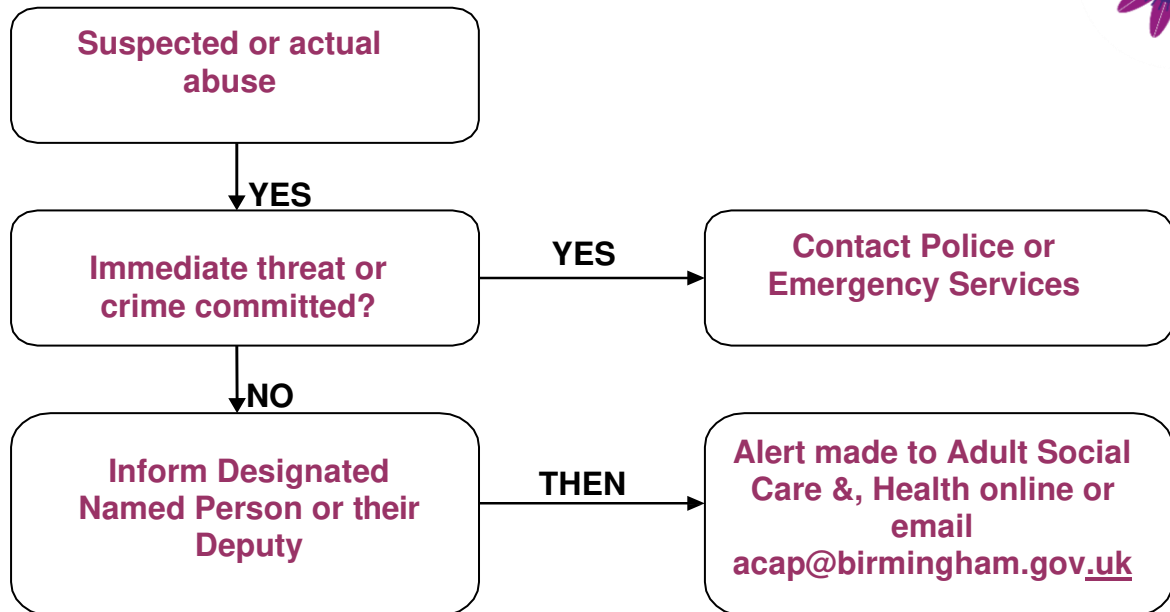 Suspected or actual
abuse
YES
Immediate threat or
crime committed?
YES
Contact Police or
Emergency Services
NO
Inform Designated
Named Person or their
Deputy
THEN
Alert made to Adult Social
Care &, Health online or
email
acap@birmingham.gov.uk